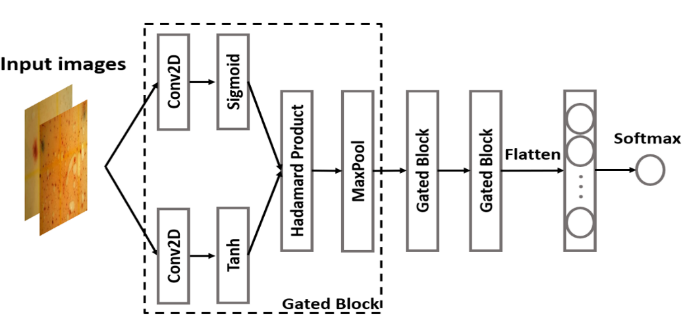 Input images
Conv2D
Sigmoid
Conv2D
Tanh
Hadamard Product
MaxPool
Gated Block
Gated Block
Gated Block
Flatten
Softmax